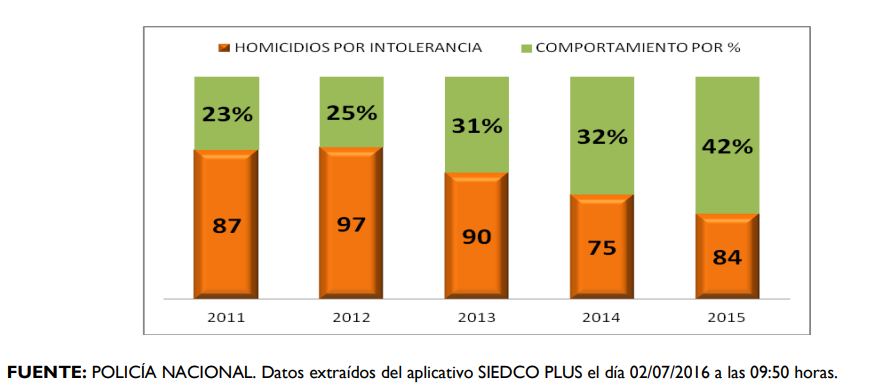 HOMICIDIOS POR INTOLERANCIA COMPORTAMIENTO POR %
23% 25% 31% 32% 42%
87 97 90 75 84
2011 2012 2013 2014 2015
FUENTE: POLICÍA NACIONAL. Datos extraídos del aplicativo SIEDCO PLUS el día 02/07/2016 a las 09:50 horas.